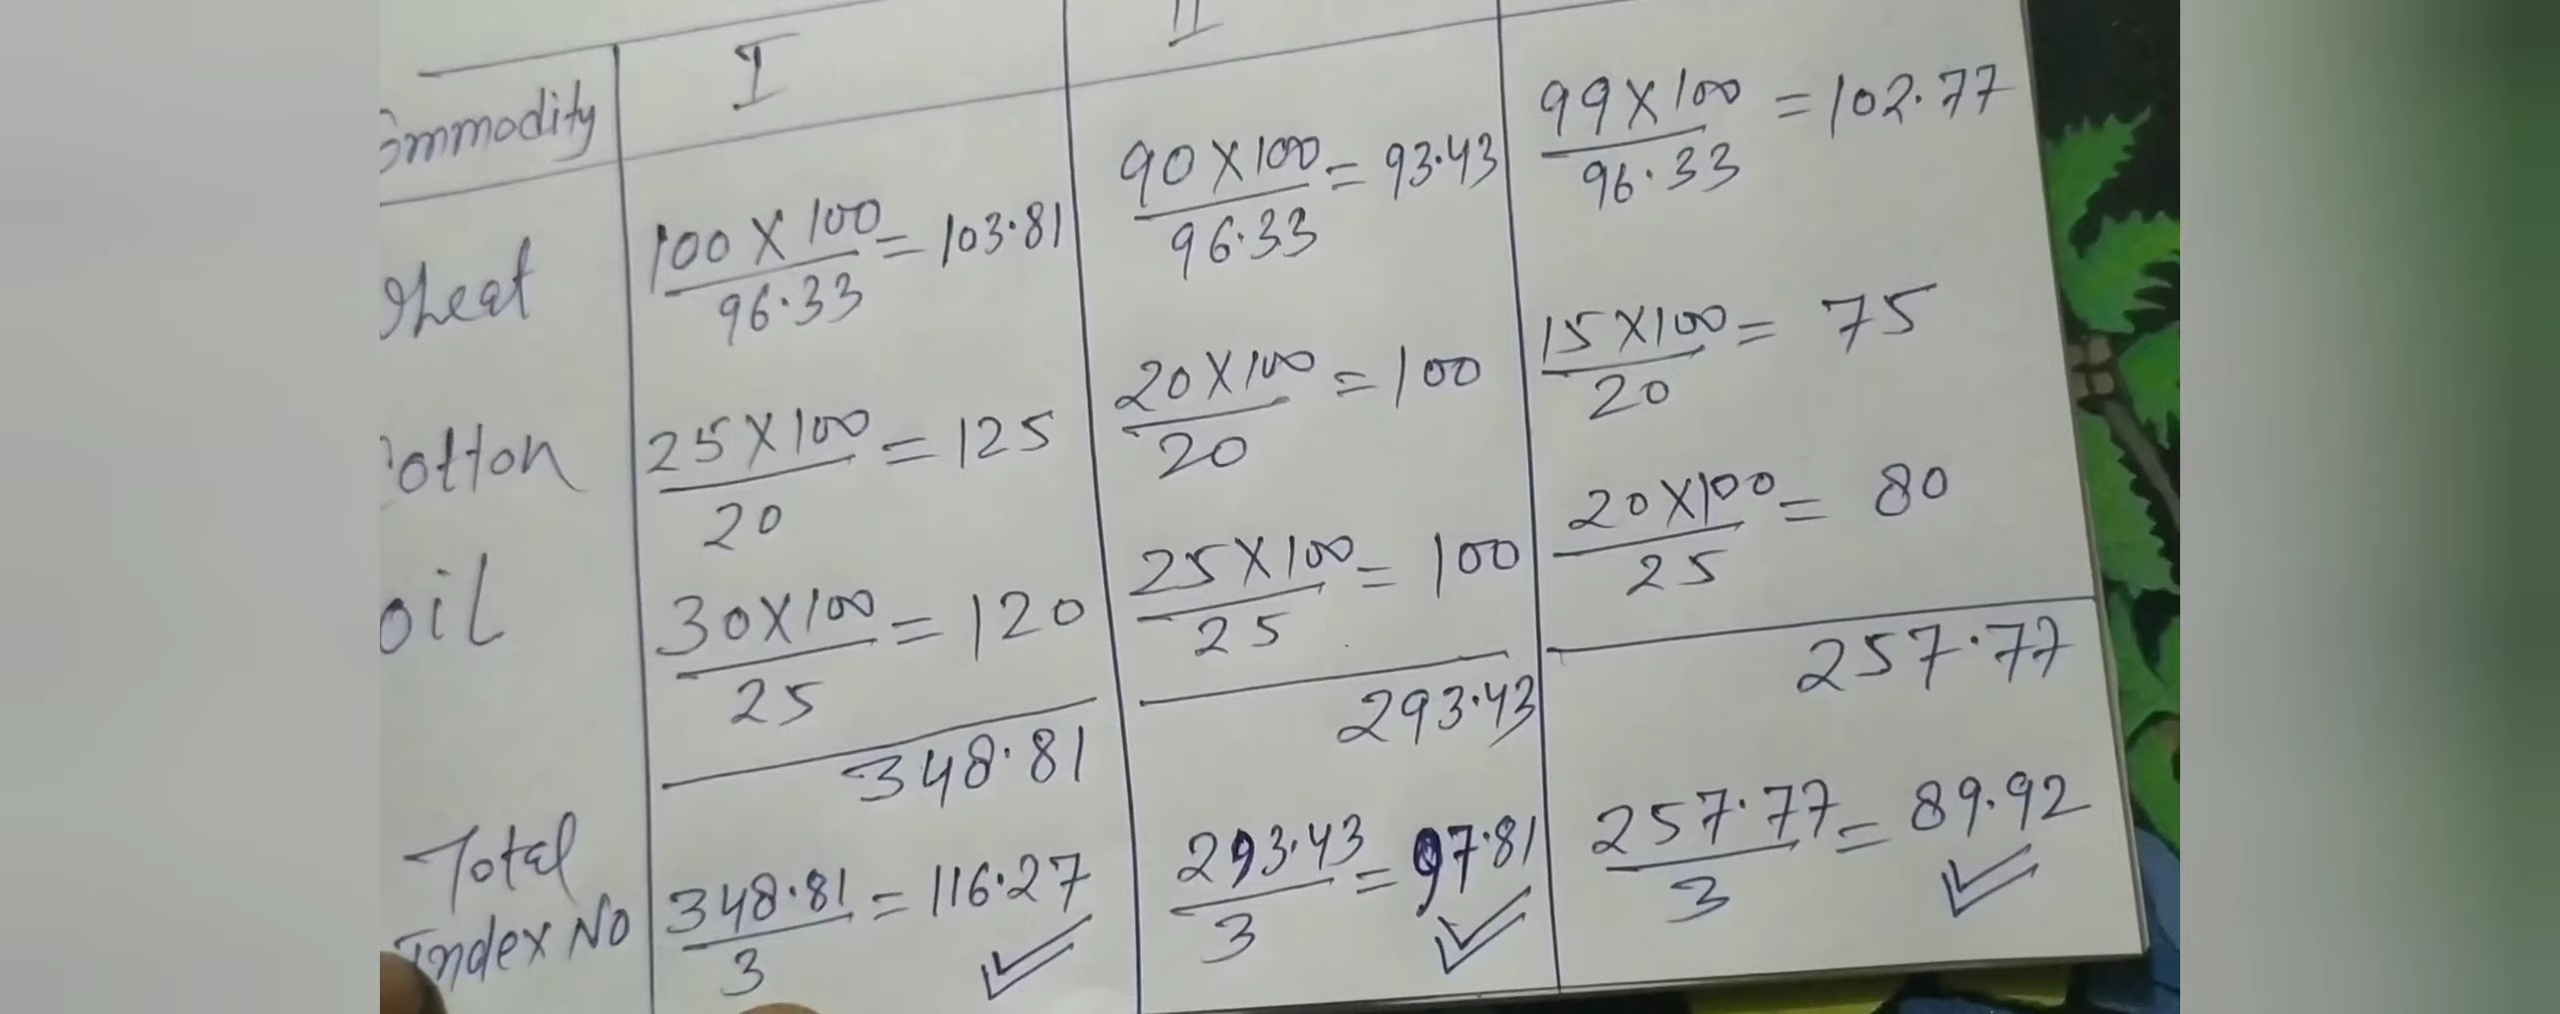 I II
ommodity
heat 100 X 100 / 96.33 = 103.81 90 X 100 / 96.33 = 93.43 99 X 100 / 96.33 = 102.77
otton 25 X 100 / 20 = 125 20 X 100 / 20 = 100 15 X 100 / 20 = 75
oil 30 X 100 / 25 = 120 25 X 100 / 25 = 100 20 X 100 / 25 = 80
348.81 293.43 257.77
Total
Index No 348.81 / 3 = 116.27 293.43 / 3 = 97.81 257.77 / 3 = 89.92